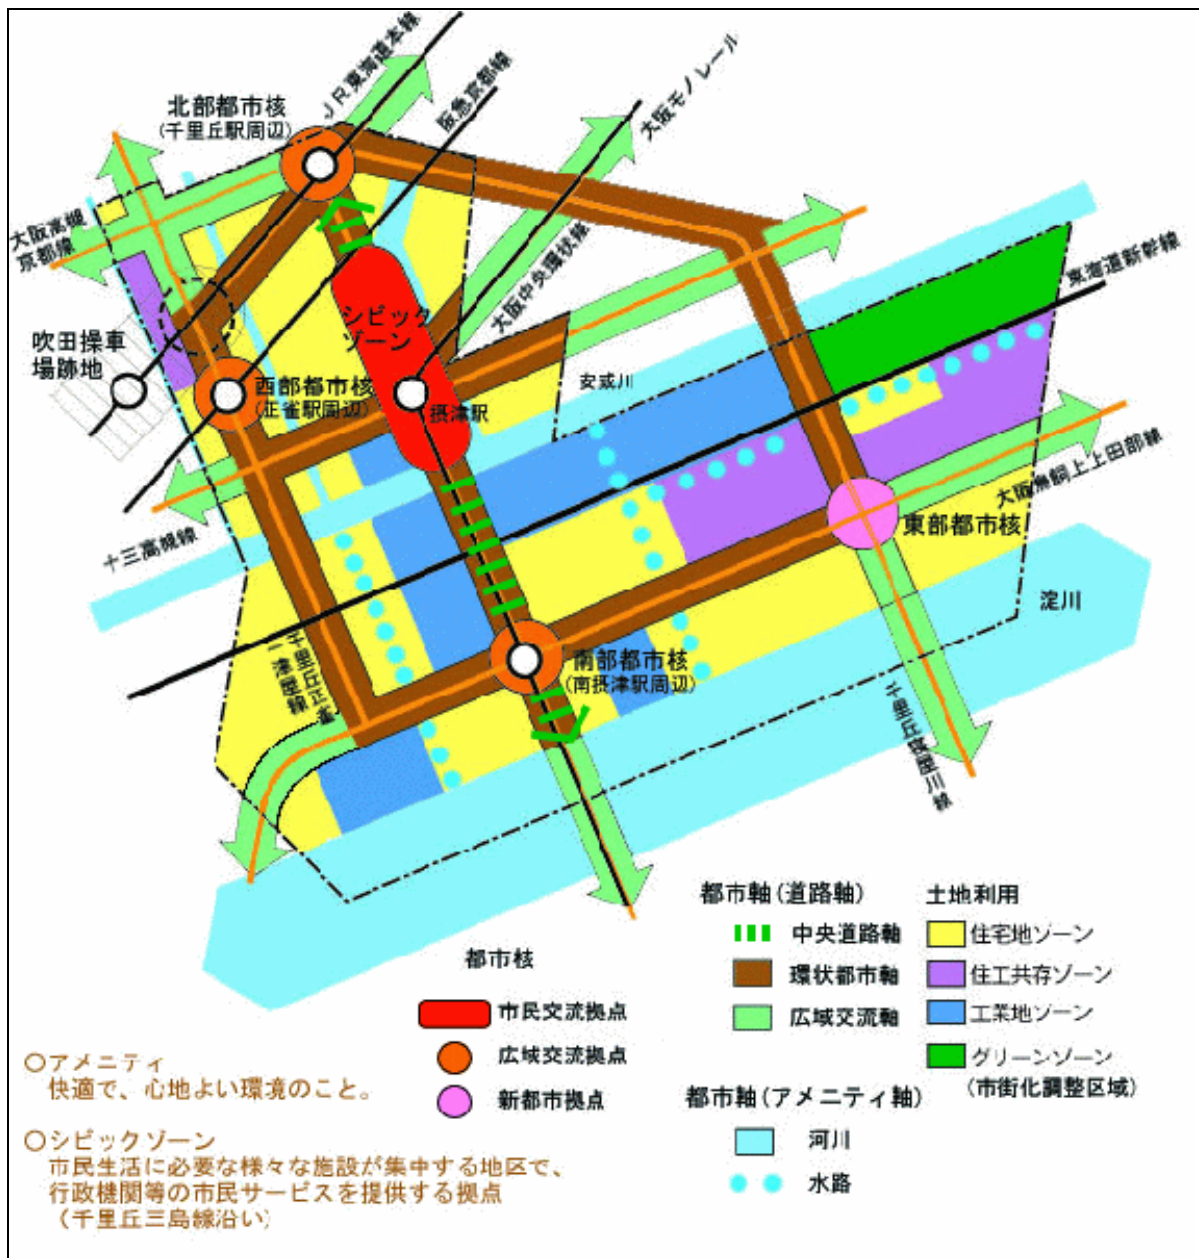 JR東海道本線
阪急京都線
大阪モノレール
北部都市核
(千里丘駅周辺)
大阪高槻
京都線
大阪中央環状線
東海道新幹線
シビック
ゾーン
吹田操車
場跡地
西部都市核
(正雀駅周辺)
摂津駅
安威川
大阪鳥飼上上田部線
東部都市核
十三高槻線
淀川
千里丘正雀
一津屋線
南部都市核
(南摂津駅周辺)
千里丘寝屋川線
都市核
市民交流拠点
広域交流拠点
新都市拠点
都市軸(道路軸)
中央道路軸
環状都市軸
広域交流軸
土地利用
住宅地ゾーン
住工共存ゾーン
工業地ゾーン
グリーンゾーン
(市街化調整区域)
都市軸(アメニティ軸)
河川
水路
○アメニティ
快適で、心地よい環境のこと。
○シビックゾーン
市民生活に必要な様々な施設が集中する地区で、
行政機関等の市民サービスを提供する拠点
(千里丘三島線沿い)